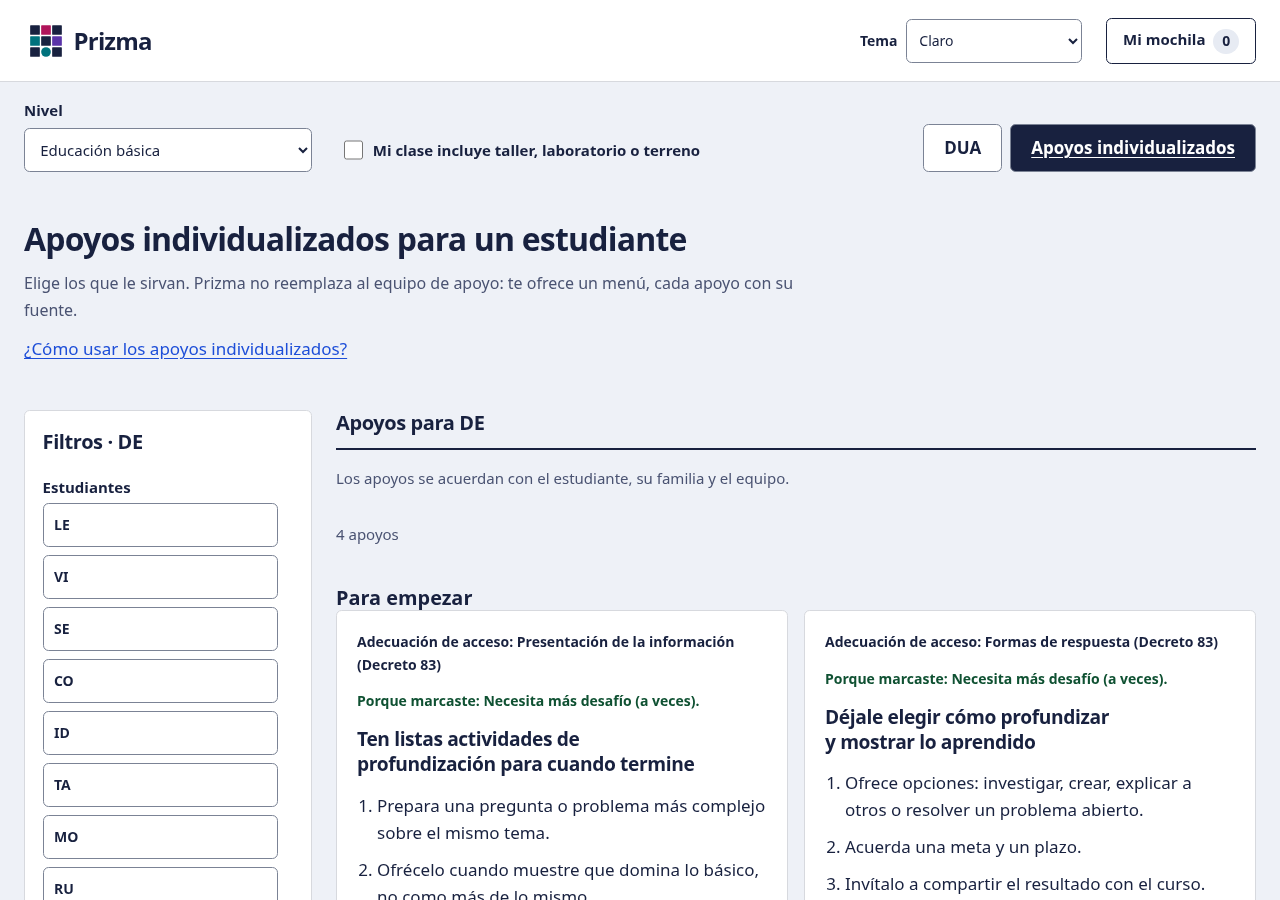 Prizma
Tema
Claro
Mi mochila 0
Nivel
Educación básica
Mi clase incluye taller, laboratorio o terreno
DUA
Apoyos individualizados
Apoyos individualizados para un estudiante
Elige los que le sirvan. Prizma no reemplaza al equipo de apoyo: te ofrece un menú, cada apoyo con su
fuente.
¿Cómo usar los apoyos individualizados?
Filtros · DE
Estudiantes
LE
VI
SE
CO
ID
TA
MO
RU
Apoyos para DE
Los apoyos se acuerdan con el estudiante, su familia y el equipo.
4 apoyos
Para empezar
Adecuación de acceso: Presentación de la información
(Decreto 83)
Porque marcaste: Necesita más desafío (a veces).
Ten listas actividades de
profundización para cuando termine
1. Prepara una pregunta o problema más complejo
sobre el mismo tema.
2. Ofrécelo cuando muestre que domina lo básico,
no como más de lo mismo.
Adecuación de acceso: Formas de respuesta (Decreto 83)
Porque marcaste: Necesita más desafío (a veces).
Déjale elegir cómo profundizar
y mostrar lo aprendido
1. Ofrece opciones: investigar, crear, explicar a
otros o resolver un problema abierto.
2. Acuerda una meta y un plazo.
3. Invítalo a compartir el resultado con el curso.